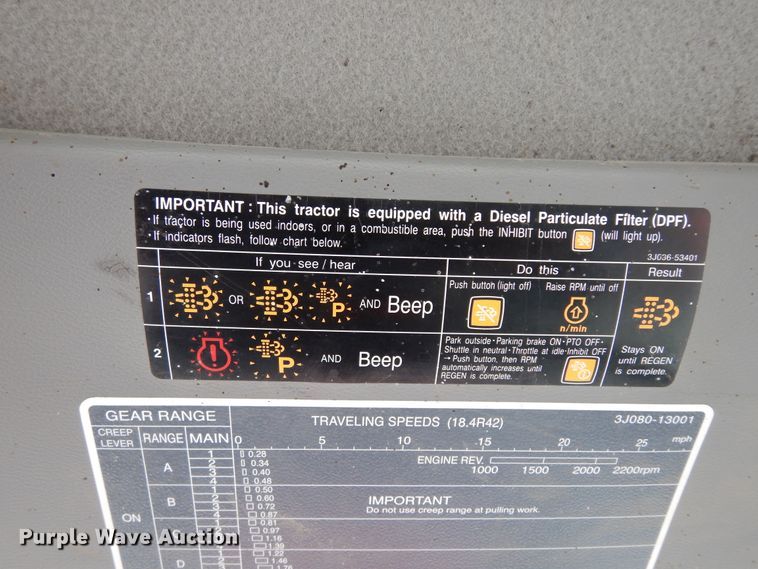 IMPORTANT : This tractor is equipped with a Diesel Particulate Filter (DPF).
·If tractor is being used indoors, or in a combustible area, push the INHIBIT button (will light up).
·If indicators flash, follow chart below.
3J036-53401
If you see / hear
Do this
Result
1
OR
P
AND Beep
Push button (light off)
Raise RPM until off
n/min
2
P
AND Beep
Park outside·Parking brake ON·PTO OFF·
Shuttle in neutral·Throttle at idle·Inhibit OFF
→ Push button, then RPM
automatically increases until
REGEN is complete.
Stays ON
until REGEN
is complete.
GEAR RANGE
TRAVELING SPEEDS (18.4R42)
3J080-13001
CREEP LEVER
RANGE
MAIN
0 5 10 15 20 25 mph
ENGINE REV.
1000 1500 2000 2200rpm
ON
A
1 0.28
2 0.34
3 0.40
4 0.48
B
1 0.50
2 0.60
3 0.72
4 0.87
IMPORTANT
Do not use creep range at pulling work.
0.81
0.97
1.16
1.39
D
1.22
1.46
1.76
Purple Wave Auction